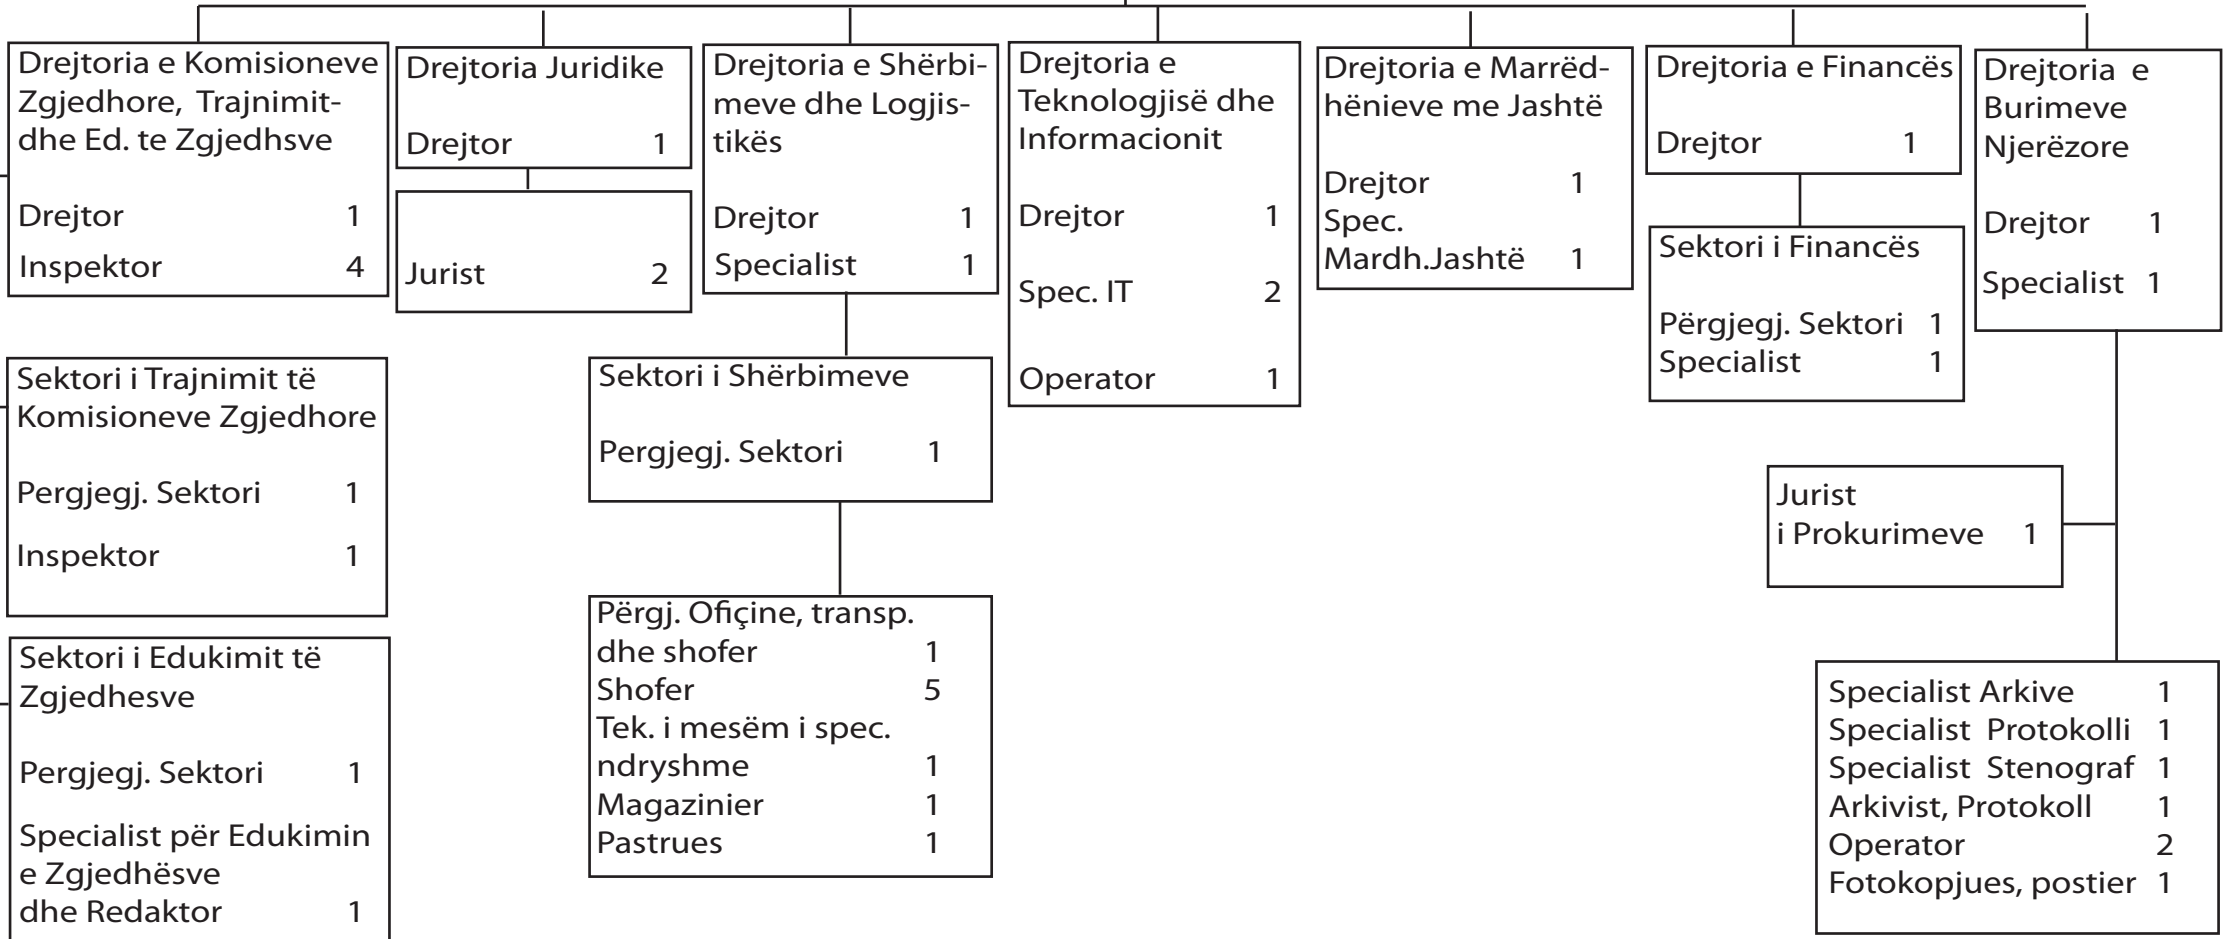 Drejtoria e Komisioneve
Zgjedhore, Trajnimit-
dhe Ed. te Zgjedhsve
Drejtor 1
Inspektor 4
Sektori i Trajnimit të
Komisioneve Zgjedhore
Pergjegj. Sektori 1
Inspektor 1
Sektori i Edukimit të
Zgjedhesve
Pergjegj. Sektori 1
Specialist për Edukimin
e Zgjedhësve
dhe Redaktor 1
Drejtoria Juridike
Drejtor 1
Jurist 2
Drejtoria e Shërbi-
meve dhe Logjis-
tikës
Drejtor 1
Specialist 1
Sektori i Shërbimeve
Pergjegj. Sektori 1
Përgj. Ofiçine, transp.
dhe shofer 1
Shofer 5
Tek. i mesëm i spec.
ndryshme 1
Magazinier 1
Pastrues 1
Drejtoria e
Teknologjisë dhe
Informacionit
Drejtor 1
Spec. IT 2
Operator 1
Drejtoria e Marrëd-
hënieve me Jashtë
Drejtor 1
Spec.
Mardh.Jashtë 1
Drejtoria e Financës
Drejtor 1
Sektori i Financës
Përgjegj. Sektori 1
Specialist 1
Drejtoria e
Burimeve
Njerëzore
Drejtor 1
Specialist 1
Jurist
i Prokurimeve 1
Specialist Arkive 1
Specialist Protokolli 1
Specialist Stenograf 1
Arkivist, Protokoll 1
Operator 2
Fotokopjues, postier 1